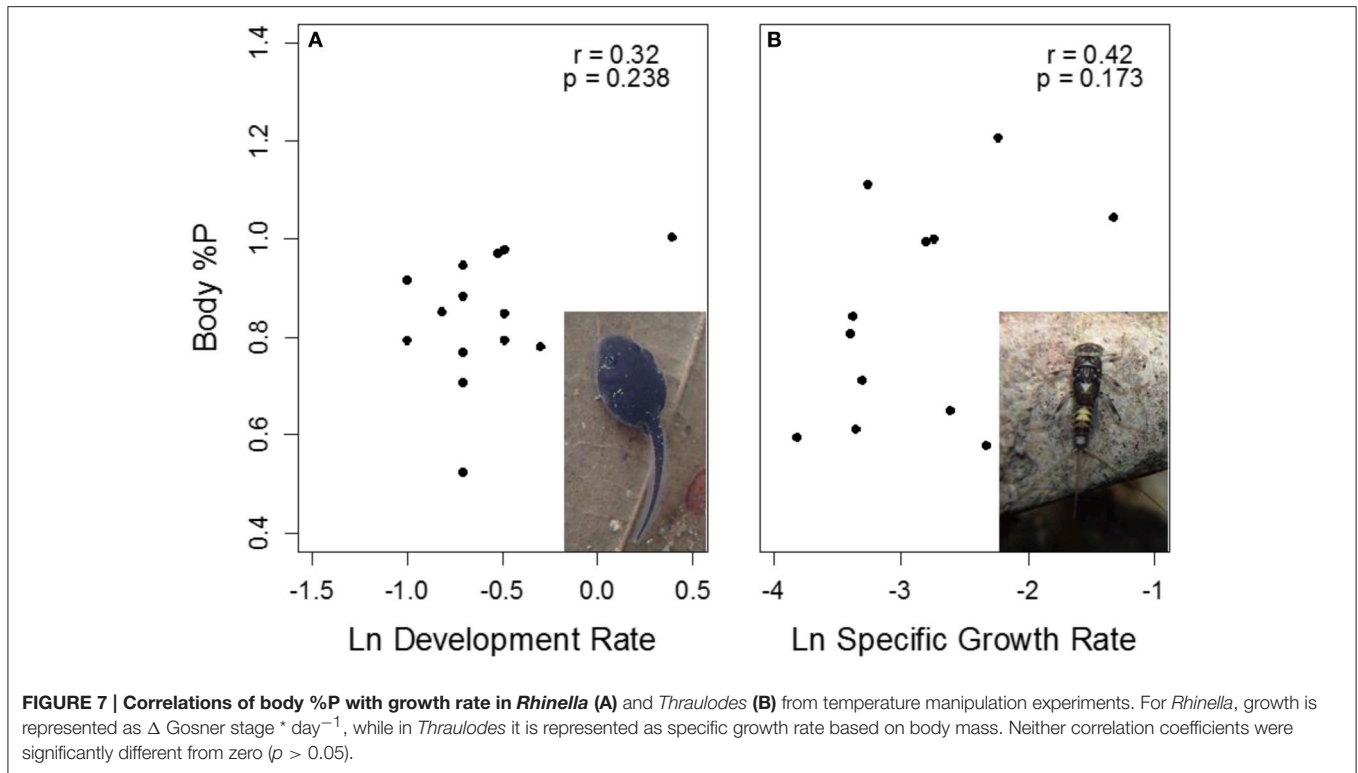 A
r = 0.32
p = 0.238
B
r = 0.42
p = 0.173
Body %P
1.4
1.2
1.0
0.8
0.6
0.4
-1.5 -1.0 -0.5 0.0 0.5
-4 -3 -2 -1
Ln Development Rate
Ln Specific Growth Rate
FIGURE 7 | Correlations of body %P with growth rate in Rhinella (A) and Thraulodes (B) from temperature manipulation experiments. For Rhinella, growth is
represented as Δ Gosner stage * day⁻¹, while in Thraulodes it is represented as specific growth rate based on body mass. Neither correlation coefficients were
significantly different from zero (p > 0.05).